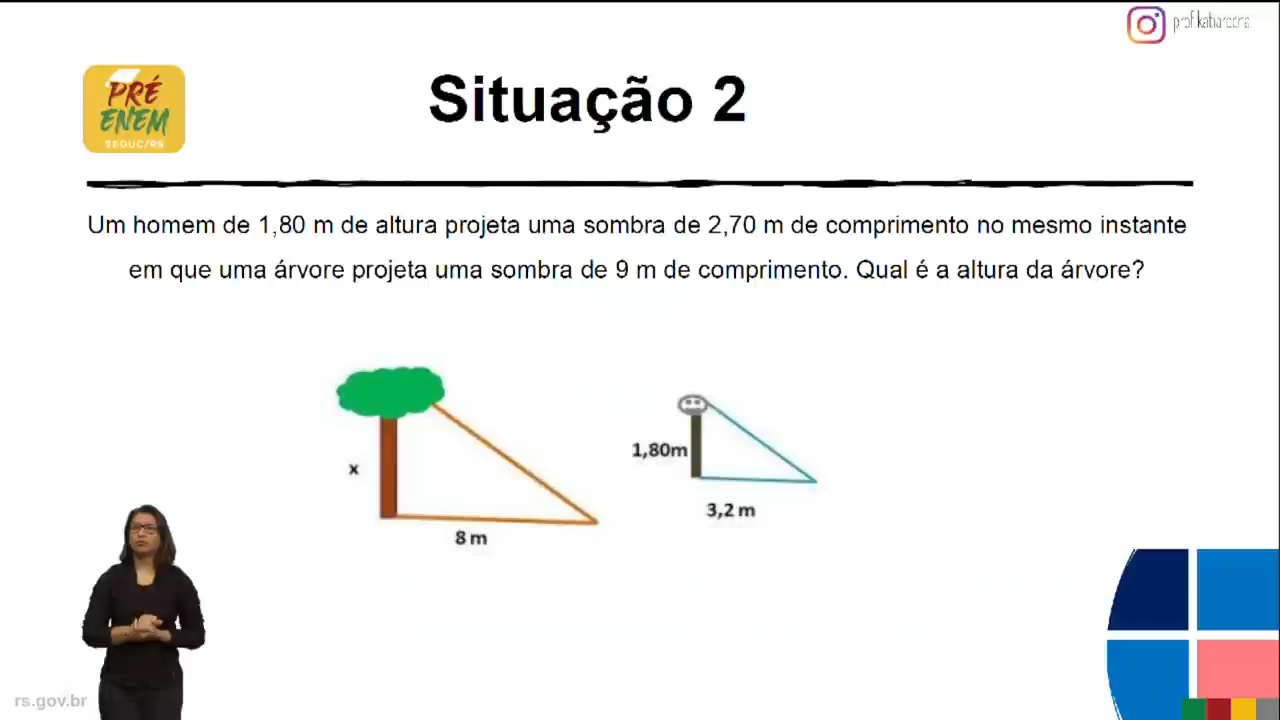 PRÉ
ENEM
SEDUC/RS
Situação 2
Um homem de 1,80 m de altura projeta uma sombra de 2,70 m de comprimento no mesmo instante
em que uma árvore projeta uma sombra de 9 m de comprimento. Qual é a altura da árvore?
x
8 m
1,80m
3,2 m
rs.gov.br